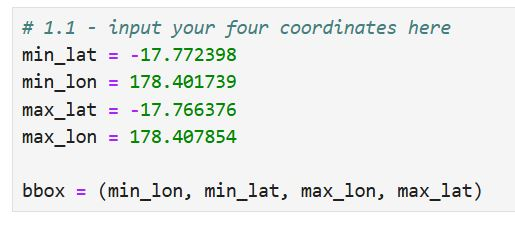 # 1.1 - input your four coordinates here
min_lat = -17.772398
min_lon = 178.401739
max_lat = -17.766376
max_lon = 178.407854
bbox = (min_lon, min_lat, max_lon, max_lat)